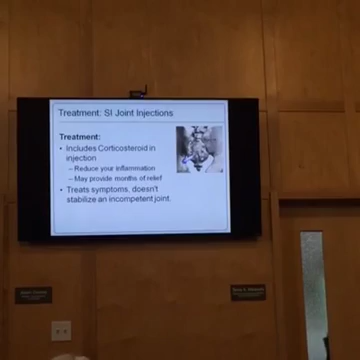 Treatment: SI Joint Injections
Treatment:
• Includes Corticosteroid in
injection
– Reduce your inflammation
– May provide months of relief
• Treats symptoms, doesn't
stabilize an incompetent joint.